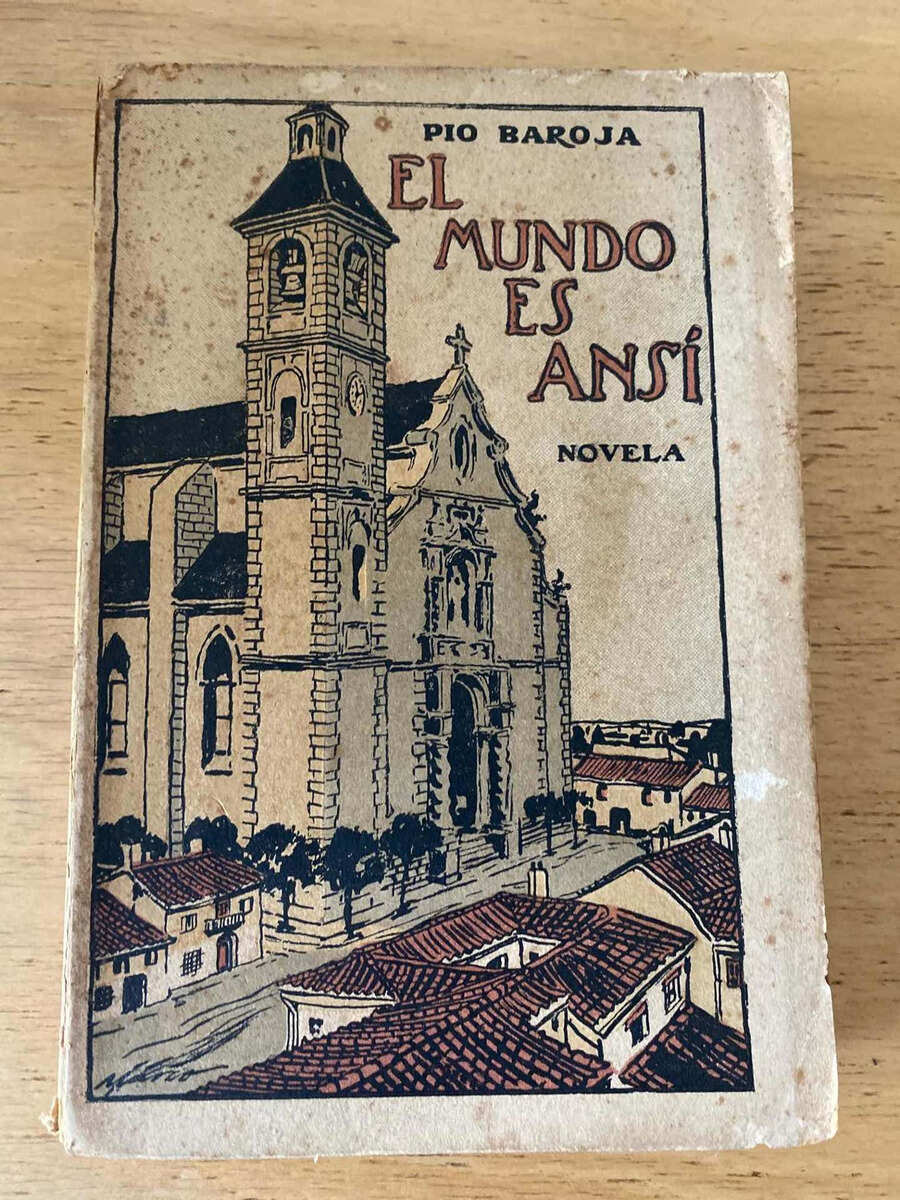 PIO BAROJA
EL
MUNDO
ES
ANSÍ
NOVELA